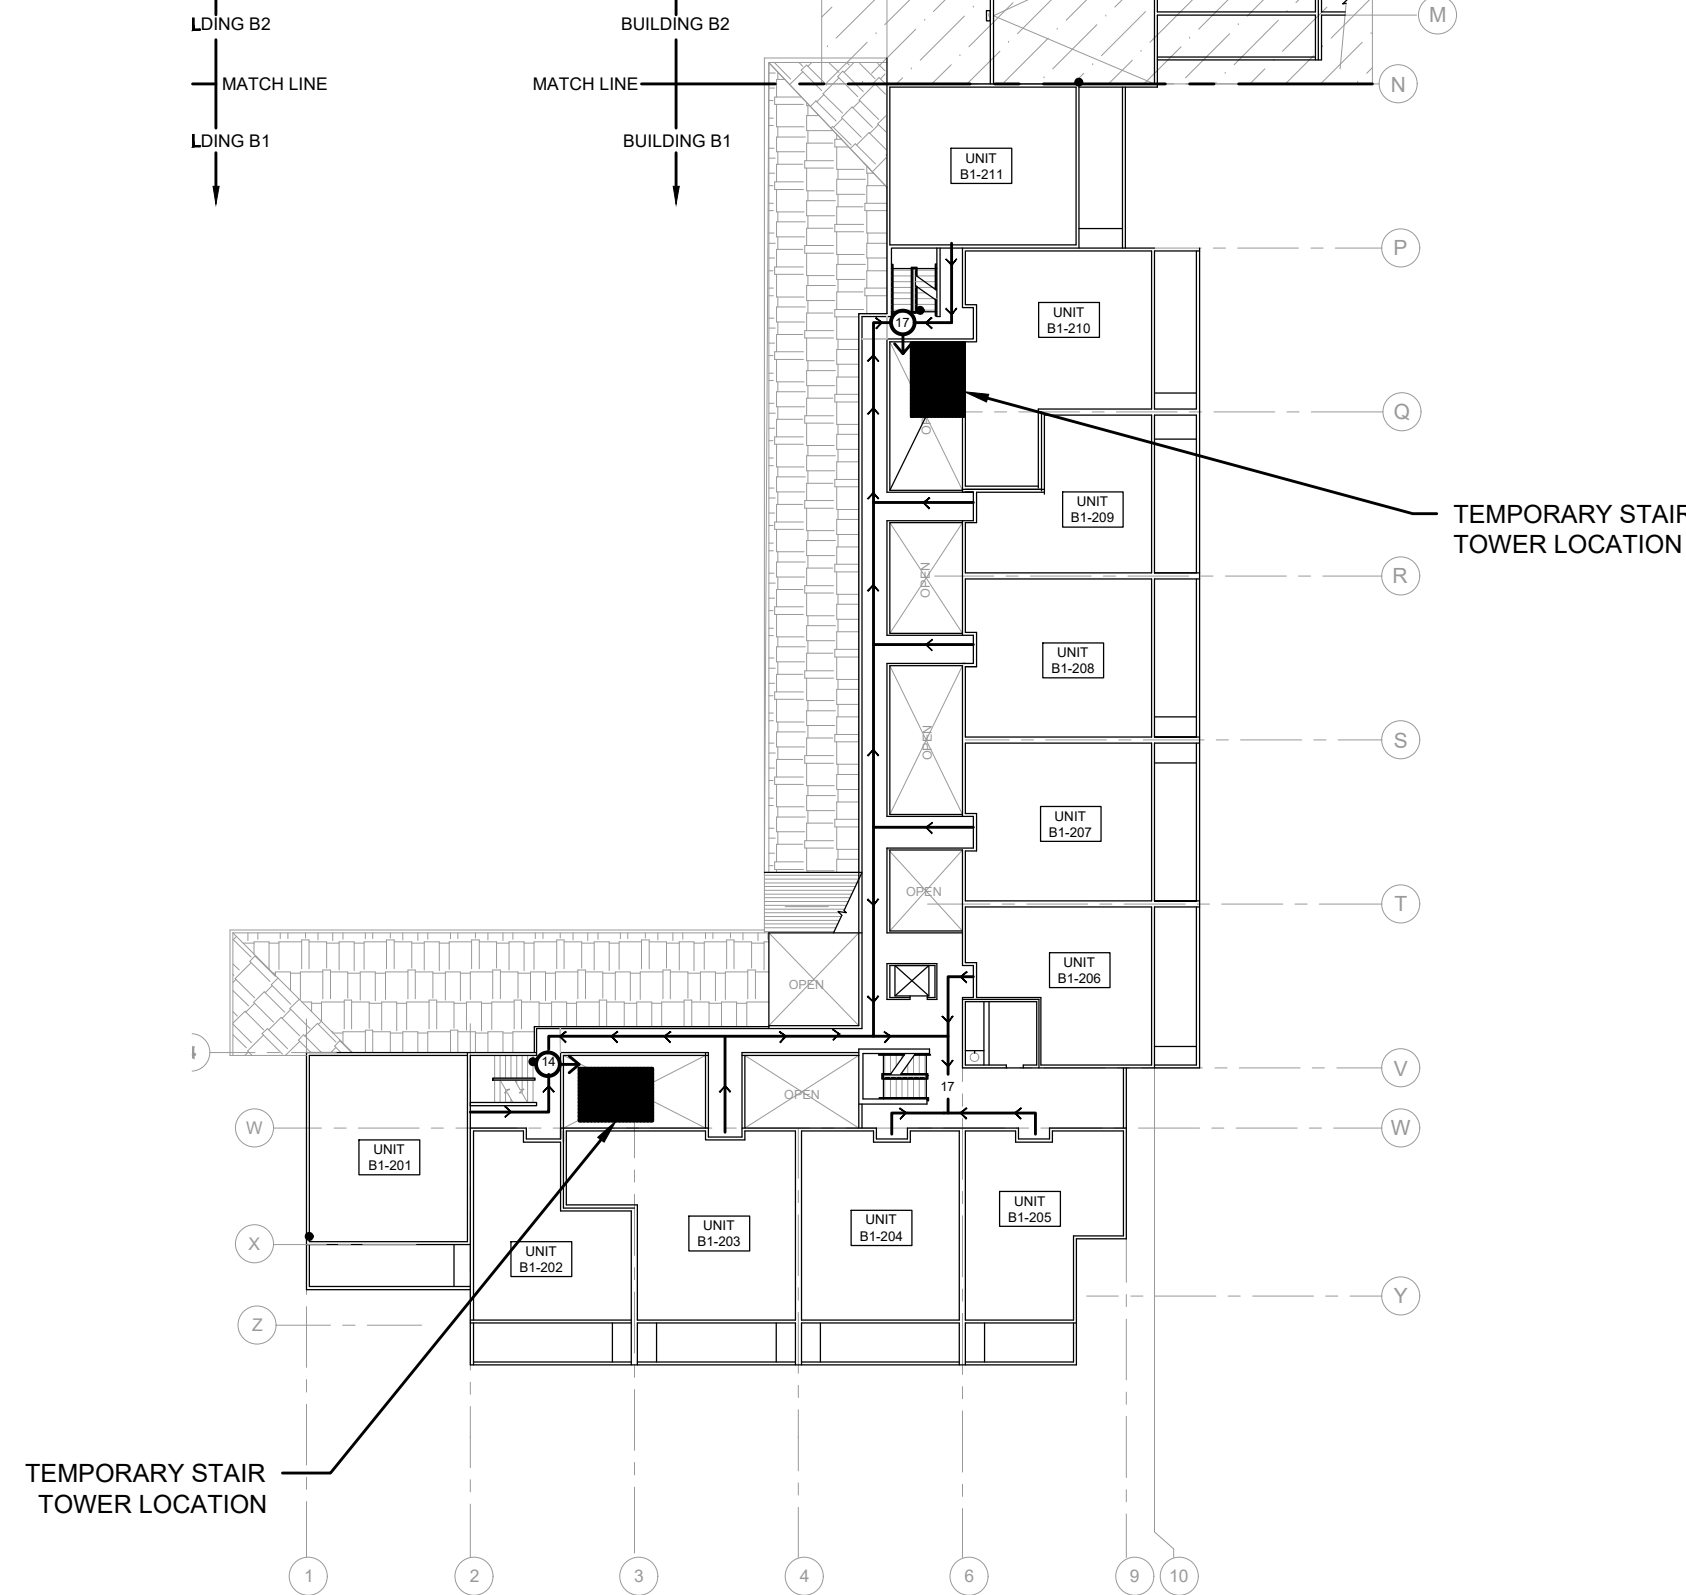 LDING B2
BUILDING B2
M
MATCH LINE
MATCH LINE
N
LDING B1
BUILDING B1
UNIT
B1-211
P
UNIT
B1-210
17
Q
UNIT
B1-209
TEMPORARY STAIR
TOWER LOCATION
OPEN
R
UNIT
B1-208
OPEN
S
UNIT
B1-207
OPEN
T
UNIT
B1-206
OPEN
14
V
17
OPEN
W
W
UNIT
B1-201
UNIT
B1-205
UNIT
B1-203
UNIT
B1-204
X
UNIT
B1-202
Y
Z
TEMPORARY STAIR
TOWER LOCATION
1
2
3
4
6
9
10